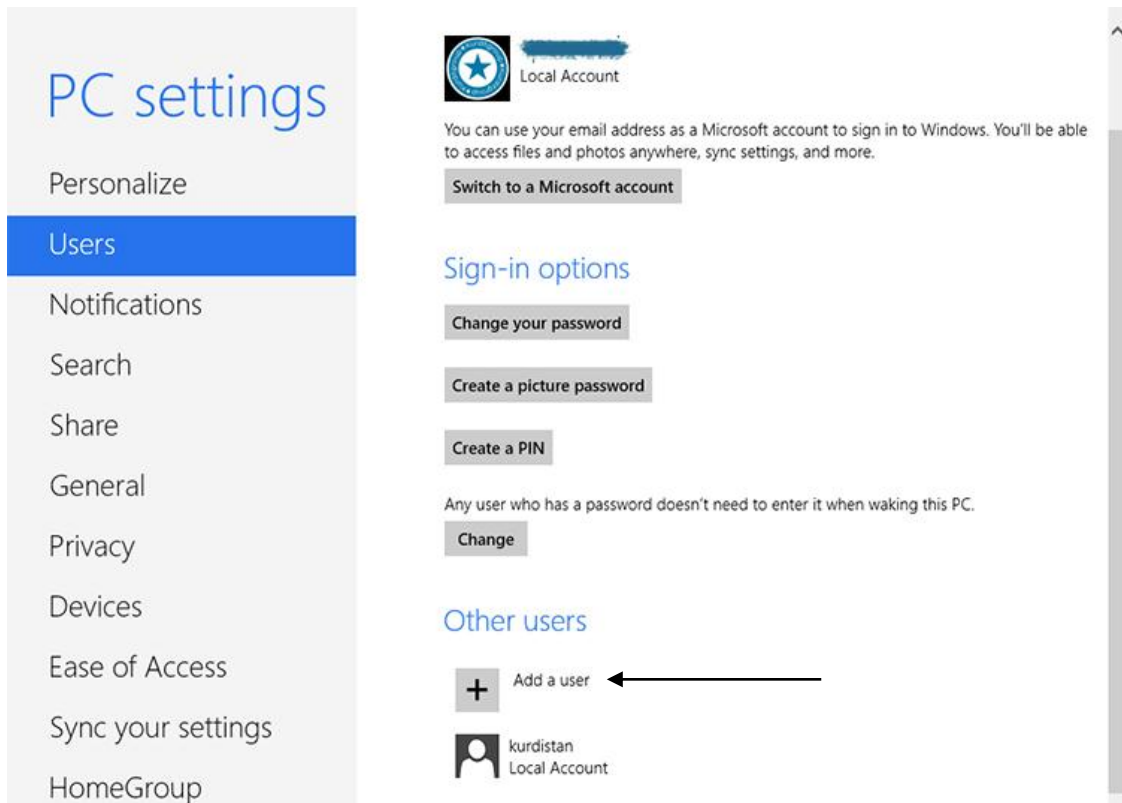 PC settings
Personalize
Users
Notifications
Search
Share
General
Privacy
Devices
Ease of Access
Sync your settings
HomeGroup
Local Account
You can use your email address as a Microsoft account to sign in to Windows. You'll be able
to access files and photos anywhere, sync settings, and more.
Switch to a Microsoft account
Sign-in options
Change your password
Create a picture password
Create a PIN
Any user who has a password doesn't need to enter it when waking this PC.
Change
Other users
Add a user
kurdistan
Local Account